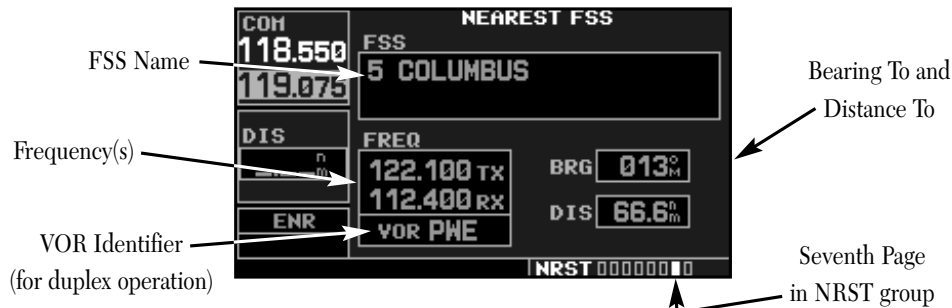 COM
118.550
119.075
DIS
nm
ENR
NEAREST FSS
FSS
5 COLUMBUS
FREQ
122.100 TX
112.400 RX
VOR PWE
BRG 013°M
DIS 66.6nm
NRST
FSS Name
Frequency(s)
VOR Identifier
(for duplex operation)
Bearing To and
Distance To
Seventh Page
in NRST group